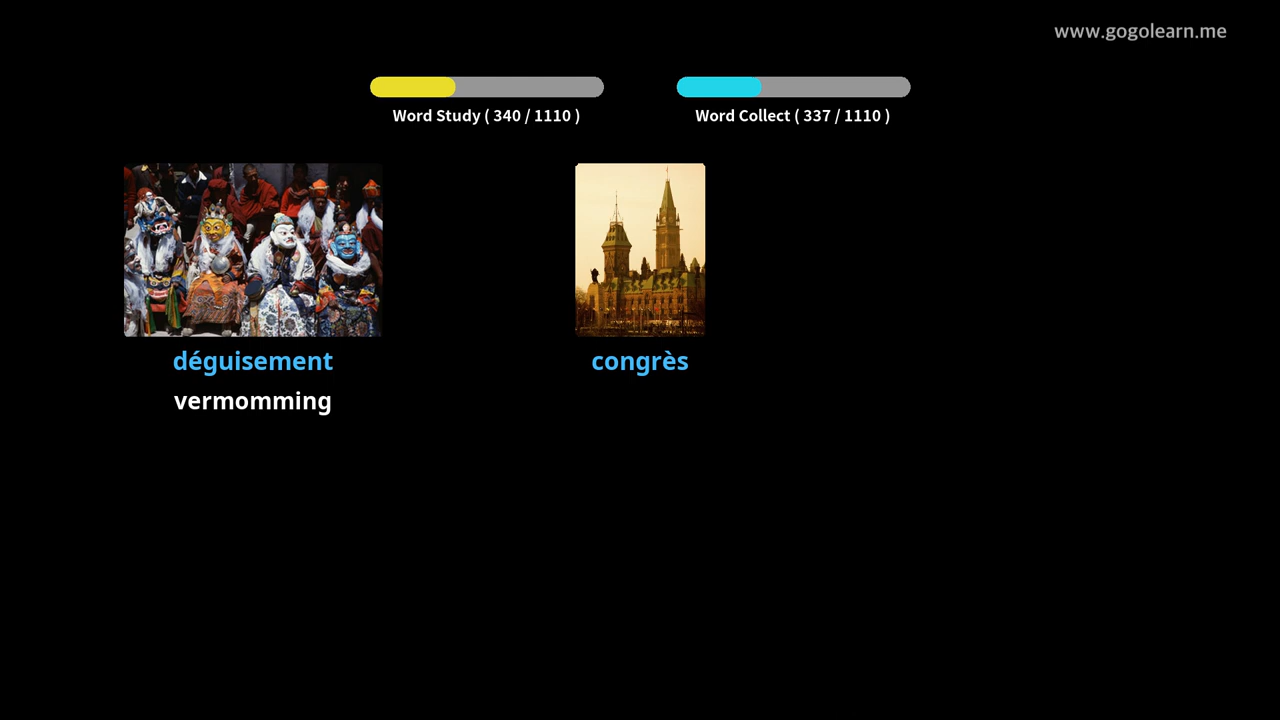 www.gogolearn.me
Word Study ( 340 / 1110 )
Word Collect ( 337 / 1110 )
déguisement
congrès
vermomming